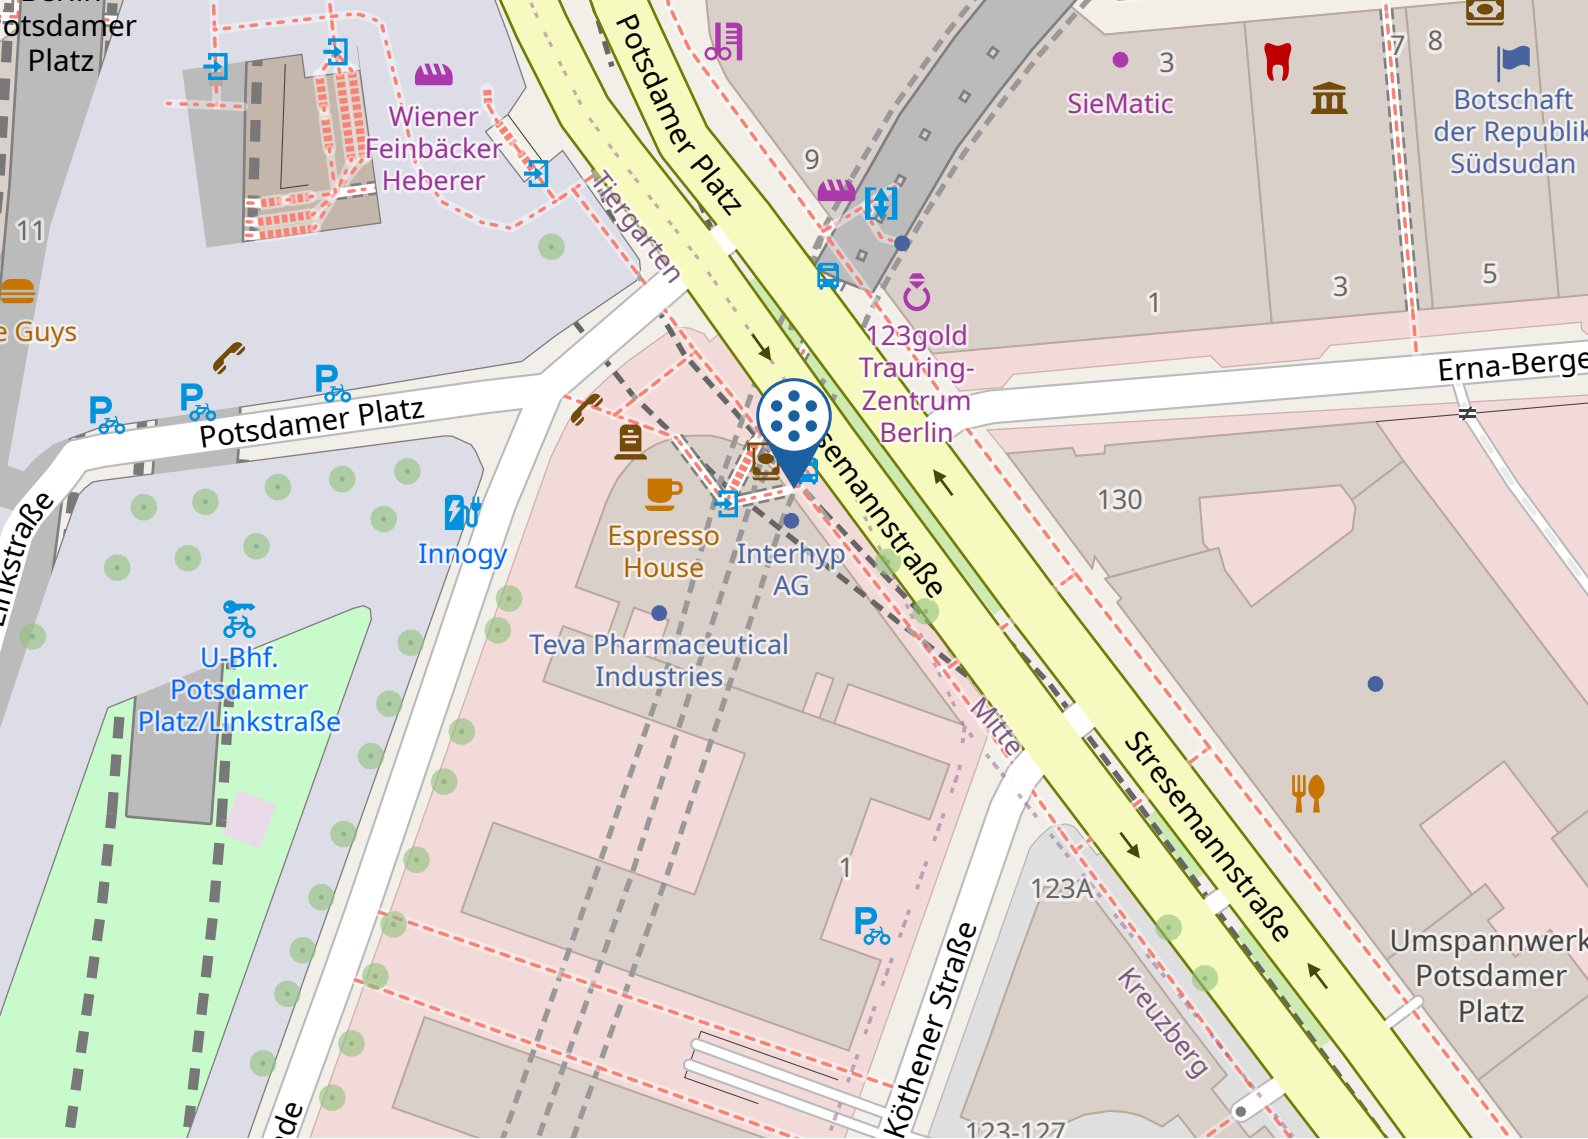 Berlin
otsdamer
Platz
Potsdamer Platz
Wiener
Feinbäcker
Heberer
Tiergarten
9
3
SieMatic
7
8
Botschaft
der Republik
Südsudan
11
e Guys
1
3
5
123gold
Trauring-
Zentrum
Berlin
Erna-Berge
P
P
P
Potsdamer Platz
Linkstraße
Innogy
Espresso
House
Interhyp
AG
semannstraße
130
Teva Pharmaceutical
Industries
U-Bhf.
Potsdamer
Platz/Linkstraße
Mitte
Stresemannstraße
1
123A
P
Köthener Straße
Kreuzberg
Umspannwerk
Potsdamer
Platz
123-127